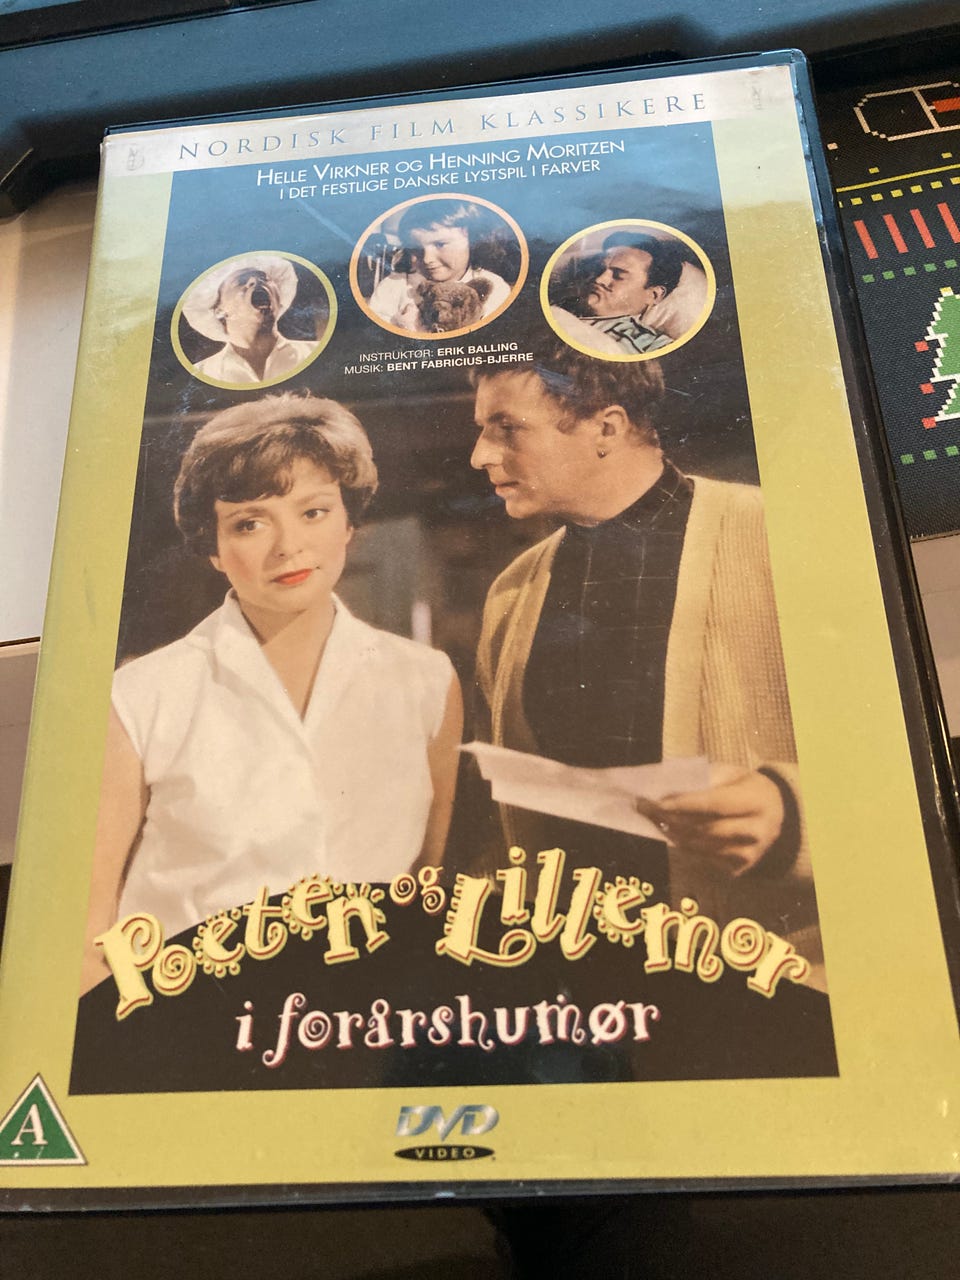 NORDISK FILM KLASSIKERE
HELLE VIRKNER OG HENNING MORITZEN
I DET FESTLIGE DANSKE LYSTSPIL I FARVER
INSTRUKTØR: ERIK BALLING
MUSIK: BENT FABRICIUS-BJERRE
Poeten og Lillemor
i forårshumør
A
DVD
VIDEO